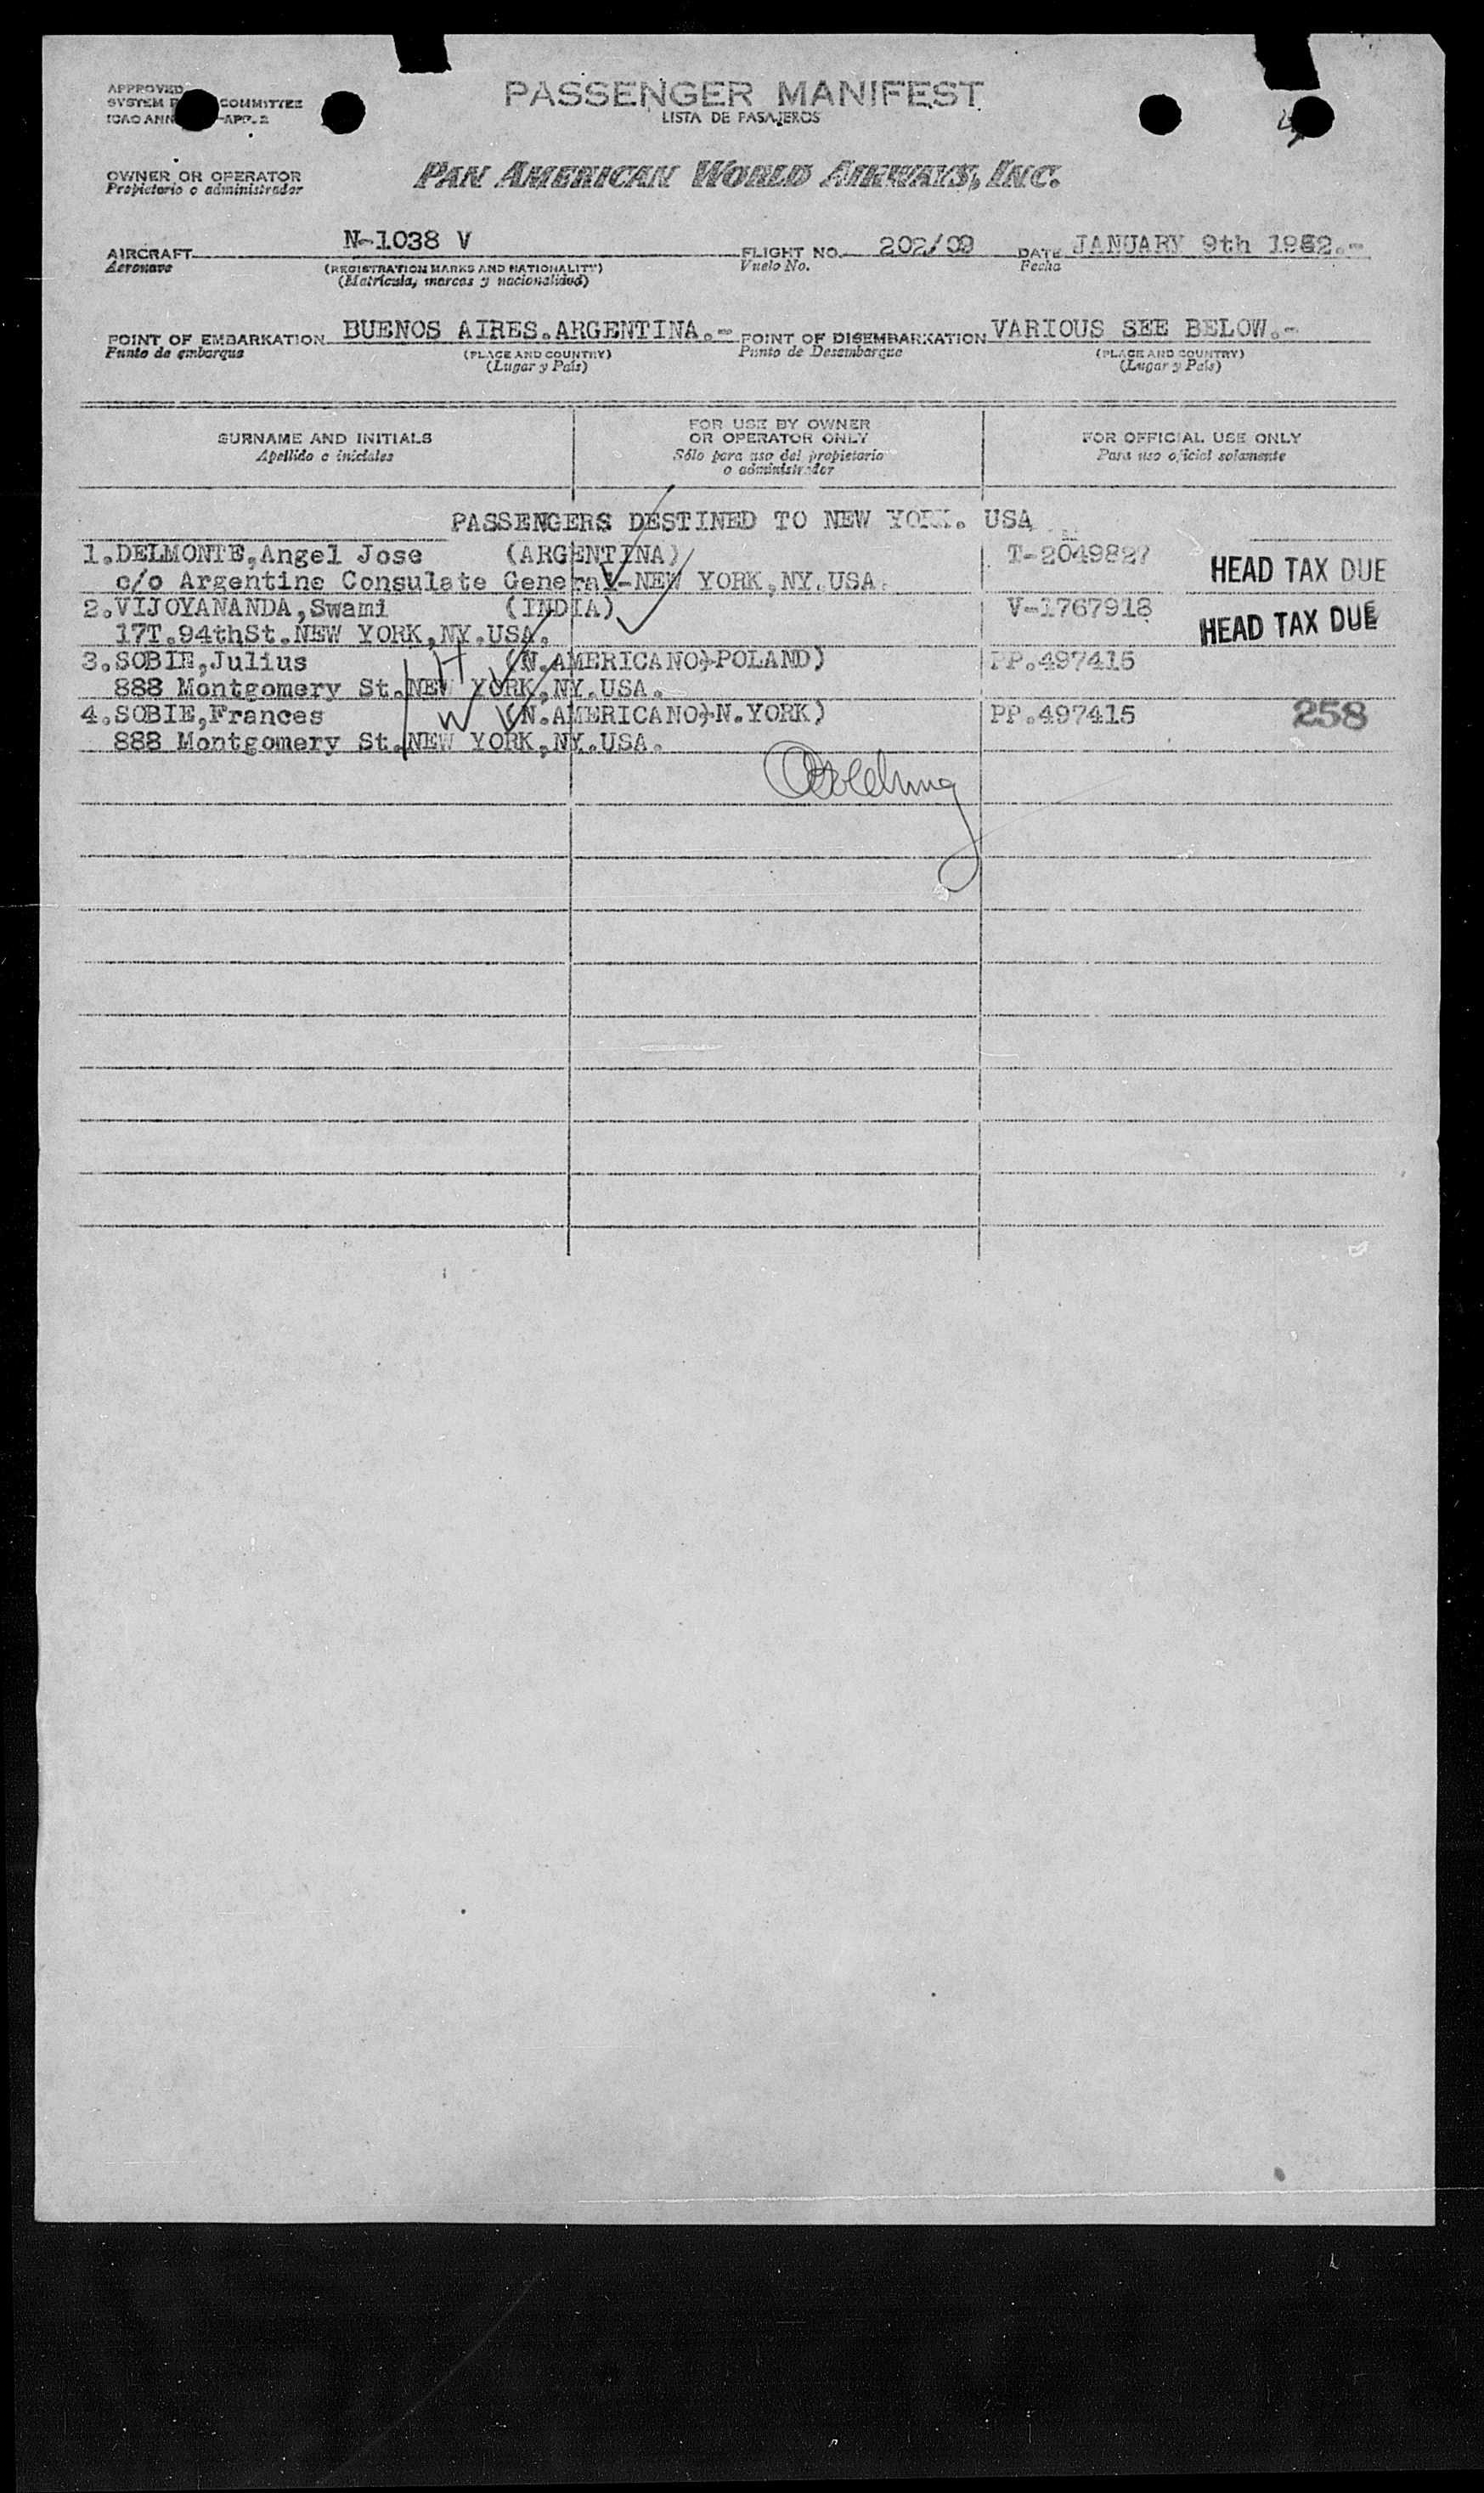 APPROVED
SYSTEM F COMMITTEE
ICAO ANN -APP. 2
PASSENGER MANIFEST
LISTA DE PASAJEROS
OWNER OR OPERATOR
Propietario o administrador
PAN AMERICAN WORLD AIRWAYS, INC.
AIRCRAFT N-1038 V FLIGHT NO. 202/09 DATE JANUARY 9th 1952.-
Aeronave (REGISTRATION MARKS AND NATIONALITY) Vuelo No. Fecha
(Matrícula, marcas y nacionalidad)
POINT OF EMBARKATION BUENOS AIRES.ARGENTINA.- POINT OF DISEMBARKATION VARIOUS SEE BELOW.-
Punto de embarque (PLACE AND COUNTRY) Punto de Desembarque (PLACE AND COUNTRY)
(Lugar y País) (Lugar y País)
SURNAME AND INITIALS
Apellido e iniciales
FOR USE BY OWNER
OR OPERATOR ONLY
Sólo para uso del propietario
o administrador
FOR OFFICIAL USE ONLY
Para uso oficial solamente
PASSENGERS DESTINED TO NEW YORK. USA
1.DELMONTE,Angel Jose (ARGENTINA) T-2049827 HEAD TAX DUE
c/o Argentine Consulate General-NEW YORK,NY.USA.
2.VIJOYANANDA,Swami (INDIA) V-1767918 HEAD TAX DUE
17T.94thSt.NEW YORK,NY.USA.
3.SOBIE,Julius H (N.AMERICANO)-POLAND) PP.497415
888 Montgomery St.NEW YORK,NY.USA.
4.SOBIE,Frances W (N.AMERICANO)-N.YORK) PP.497415 258
888 Montgomery St.NEW YORK,NY.USA.